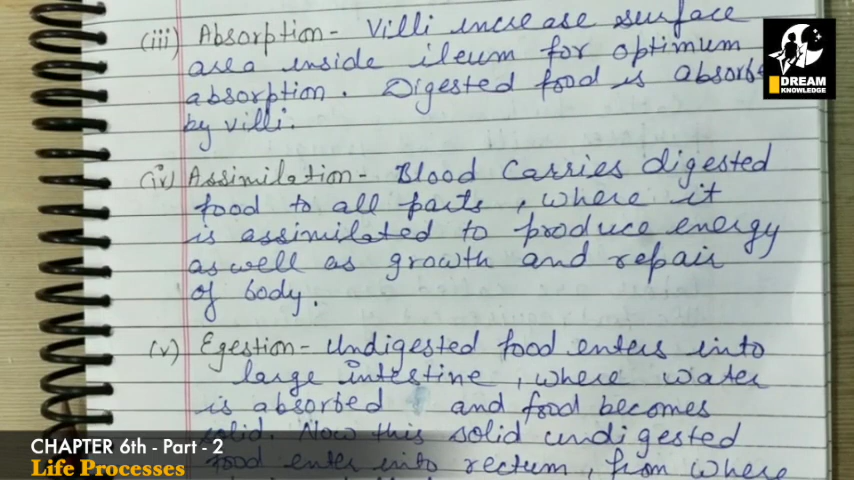 (iii) Absorption - Villi increase surface
area inside ileum for optimum
absorption. Digested food is absorbe
by villi.
(iv) Assimilation - Blood Carries digested
food to all parts, where it
is assimilated to produce energy
as well as growth and repair
of body.
(v) Egestion - Undigested food enters into
large intestine, where water
is absorbed and food becomes
solid. Now this solid undigested
food enter into rectum, from where
DREAM
KNOWLEDGE
CHAPTER 6th - Part - 2
Life Processes